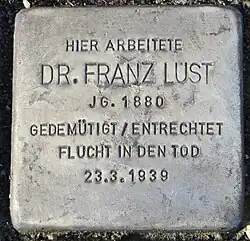 HIER ARBEITETE
DR. FRANZ LUST
JG. 1880
GEDEMÜTIGT / ENTRECHTET
FLUCHT IN DEN TOD
23.3.1939